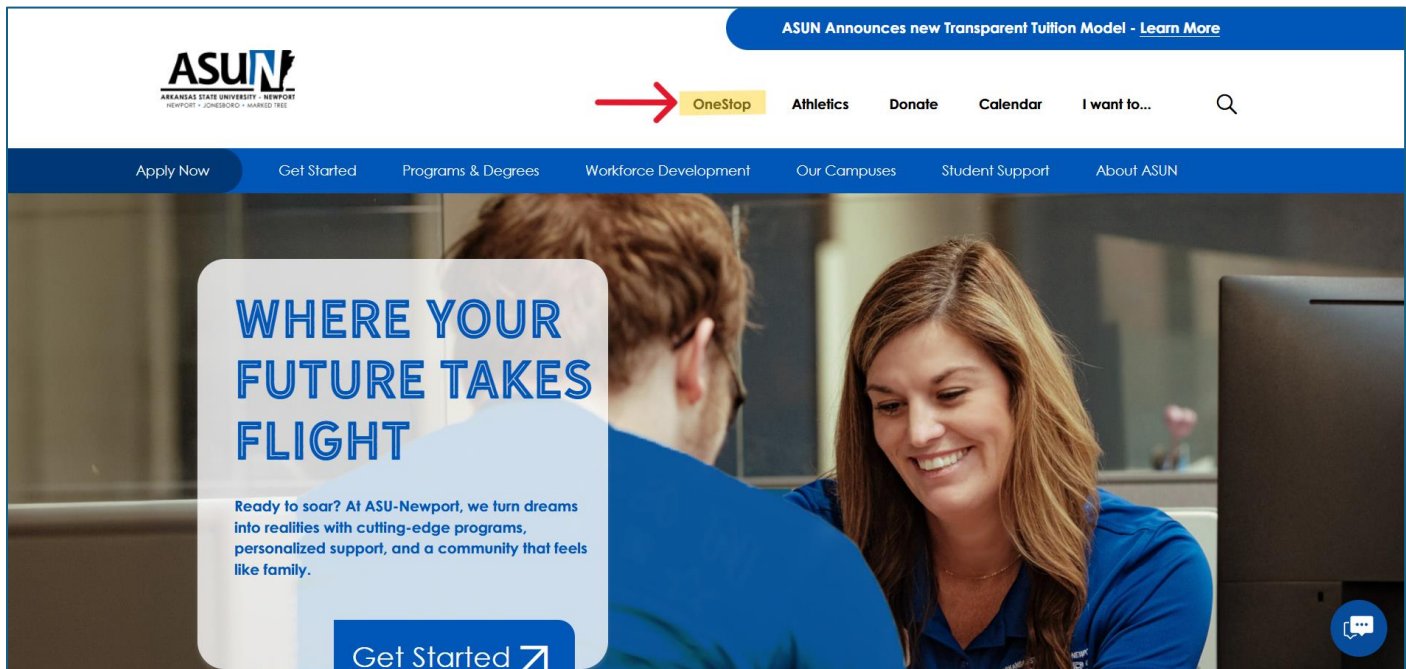 ASUN Announces new Transparent Tuition Model - Learn More
ASUN
ARKANSAS STATE UNIVERSITY - NEWPORT
NEWPORT • JONESBORO • MARKED TREE
OneStop Athletics Donate Calendar I want to...
Apply Now Get Started Programs & Degrees Workforce Development Our Campuses Student Support About ASUN
WHERE YOUR
FUTURE TAKES
FLIGHT
Ready to soar? At ASU-Newport, we turn dreams
into realities with cutting-edge programs,
personalized support, and a community that feels
like family.
Get Started